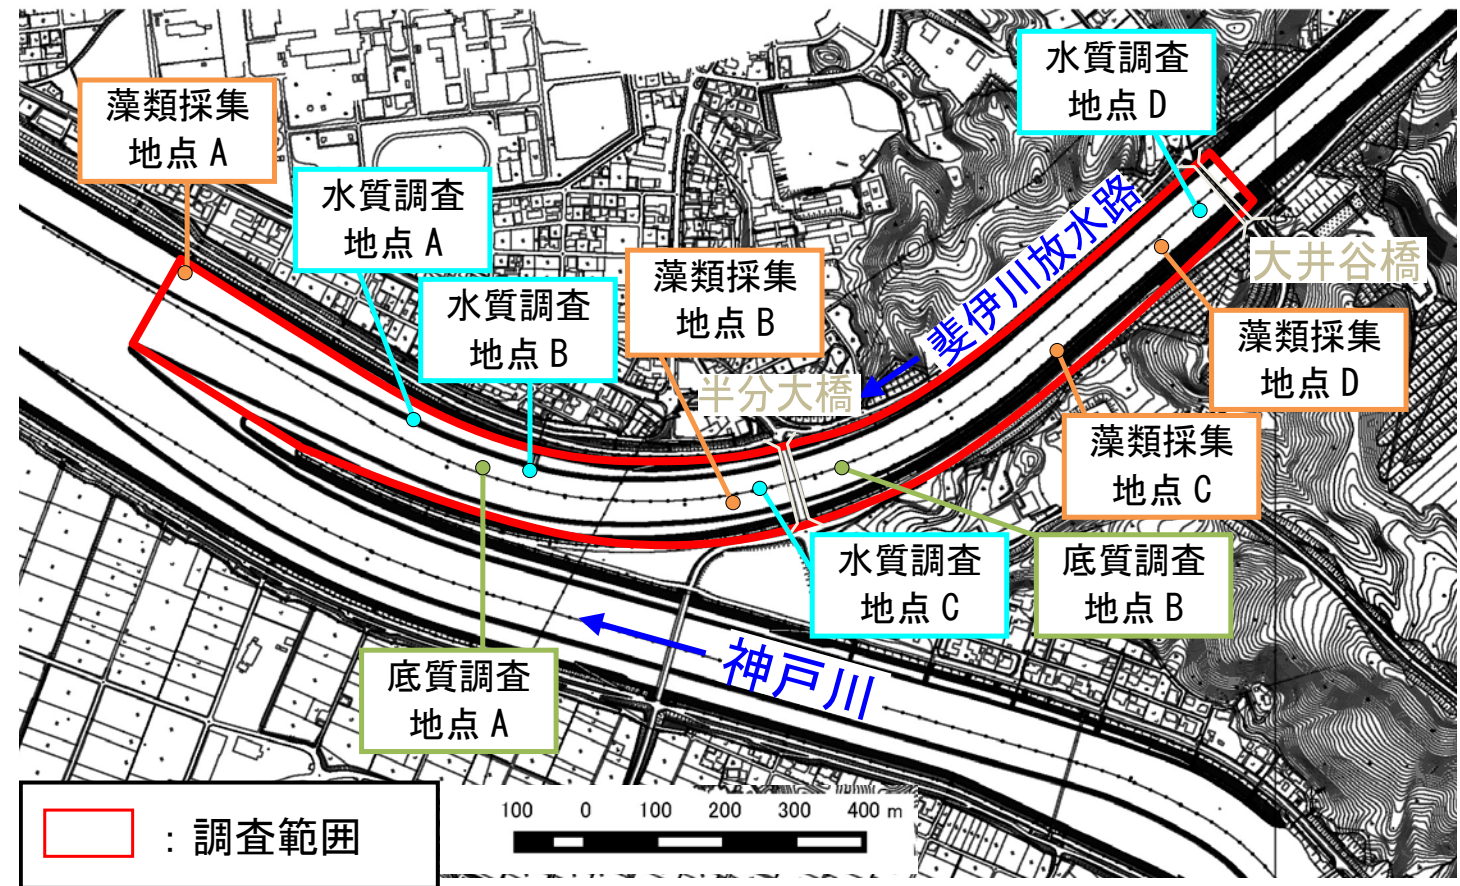 水質調査
地点 D
藻類採集
地点 A
水質調査
地点 A
斐伊川放水路
大井谷橋
藻類採集
地点 B
水質調査
地点 B
藻類採集
地点 D
半分大橋
藻類採集
地点 C
水質調査
地点 C
底質調査
地点 B
神戸川
底質調査
地点 A
：調査範囲
100 0 100 200 300 400 m